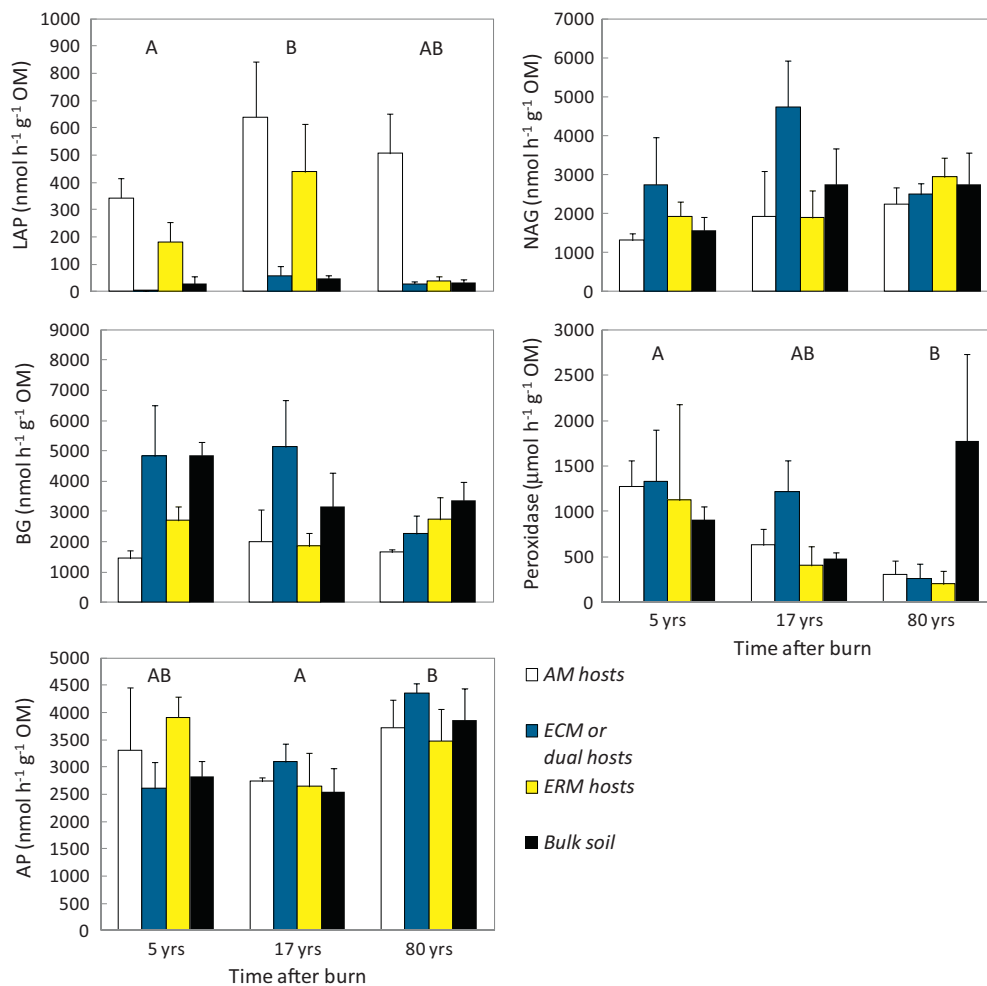 LAP (nmol h⁻¹ g⁻¹ OM)
1000
900
800
700
600
500
400
300
200
100
0
A
B
AB
NAG (nmol h⁻¹ g⁻¹ OM)
7000
6000
5000
4000
3000
2000
1000
0
BG (nmol h⁻¹ g⁻¹ OM)
9000
8000
7000
6000
5000
4000
3000
2000
1000
0
Peroxidase (µmol h⁻¹ g⁻¹ OM)
3000
2500
2000
1500
1000
500
0
A
AB
B
5 yrs
17 yrs
80 yrs
Time after burn
AP (nmol h⁻¹ g⁻¹ OM)
5000
4500
4000
3500
3000
2500
2000
1500
1000
500
0
AB
A
B
5 yrs
17 yrs
80 yrs
Time after burn
AM hosts
ECM or
dual hosts
ERM hosts
Bulk soil